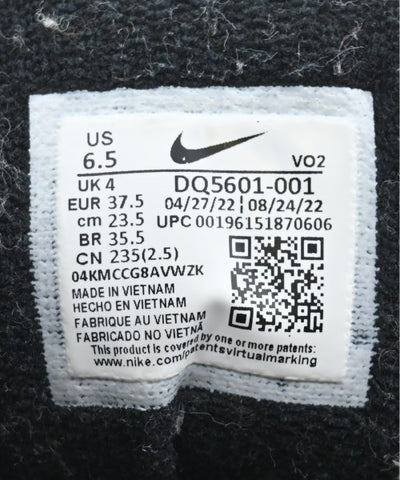 US
6.5
VO2
UK 4
DQ5601-001
EUR 37.5
04/27/22 | 08/24/22
cm 23.5
UPC 00196151870606
BR 35.5
CN 235(2.5)
04KMCCG8AVWZK
MADE IN VIETNAM
HECHO EN VIETNAM
FABRIQUE AU VIETNAM
FABRICADO NO VIETNÃ
This product is covered by one or more patents
www.nike.com/patentsvirtualmarking